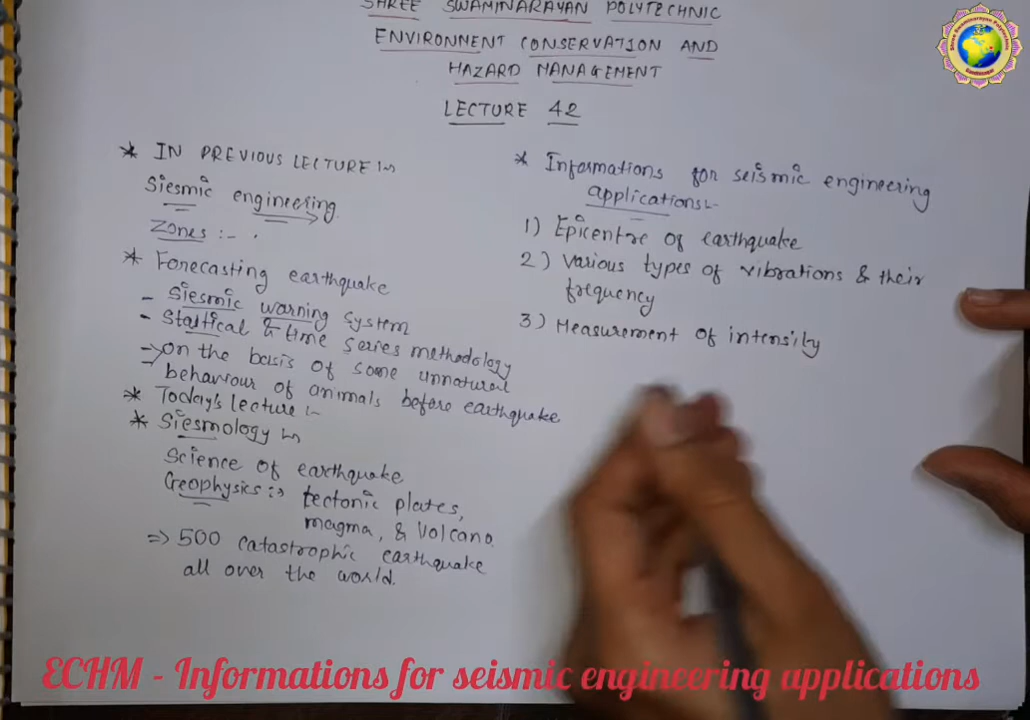 SHREE SWAMINARAYAN POLYTECHNIC
ENVIRONMENT CONSERVATION AND
HAZARD MANAGEMENT
LECTURE 42
* IN PREVIOUS LECTURE :-
Siesmic engineering
Zones :- .
* Forecasting earthquake
- Siesmic warning system
- Stastical & time series methodology
=> On the basis of some unnatural
behaviour of animals before earthquake
* Today's lecture :-
* Siesmology :-
Science of earthquake
Geophysics :-> tectonic plates,
magma, & volcano.
=> 500 catastrophic earthquake
all over the world.
* Informations for seismic engineering
applications :-
1) Epicentre of earthquake
2) Various types of vibrations & their
frequency
3) Measurement of intensity
ECHM - Informations for seismic engineering applications